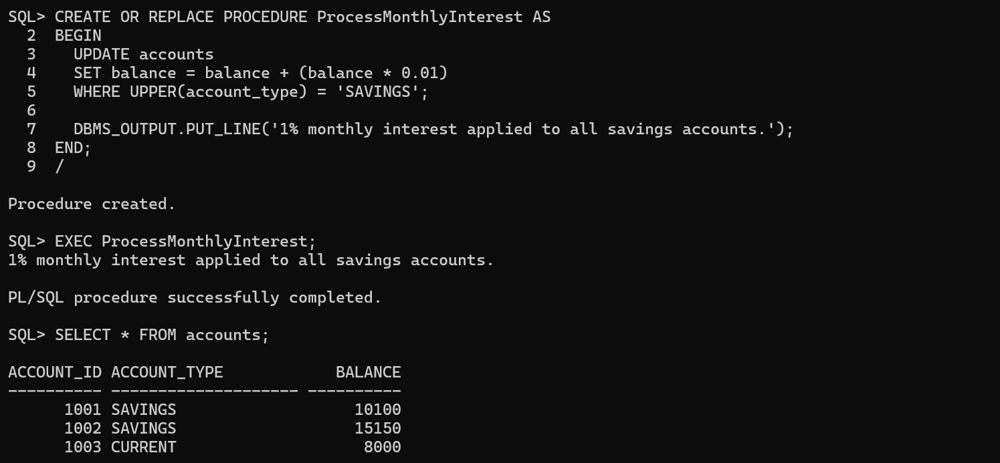 SQL> CREATE OR REPLACE PROCEDURE ProcessMonthlyInterest AS
  2  BEGIN
  3    UPDATE accounts
  4    SET balance = balance + (balance * 0.01)
  5    WHERE UPPER(account_type) = 'SAVINGS';
  6
  7    DBMS_OUTPUT.PUT_LINE('1% monthly interest applied to all savings accounts.');
  8  END;
  9  /
Procedure created.
SQL> EXEC ProcessMonthlyInterest;
1% monthly interest applied to all savings accounts.
PL/SQL procedure successfully completed.
SQL> SELECT * FROM accounts;
ACCOUNT_ID ACCOUNT_TYPE            BALANCE
---------- -------------------- ----------
      1001 SAVINGS                   10100
      1002 SAVINGS                   15150
      1003 CURRENT                    8000